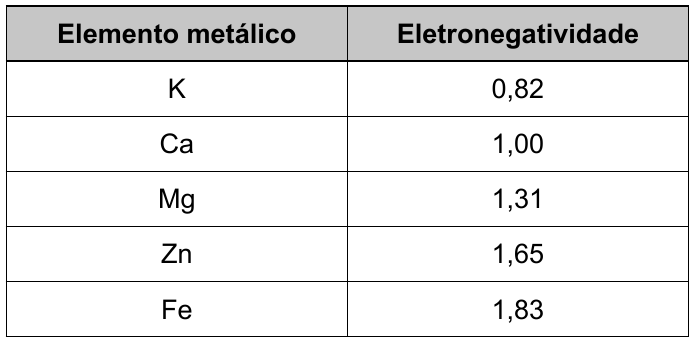 Elemento metálico Eletronegatividade
K 0,82
Ca 1,00
Mg 1,31
Zn 1,65
Fe 1,83